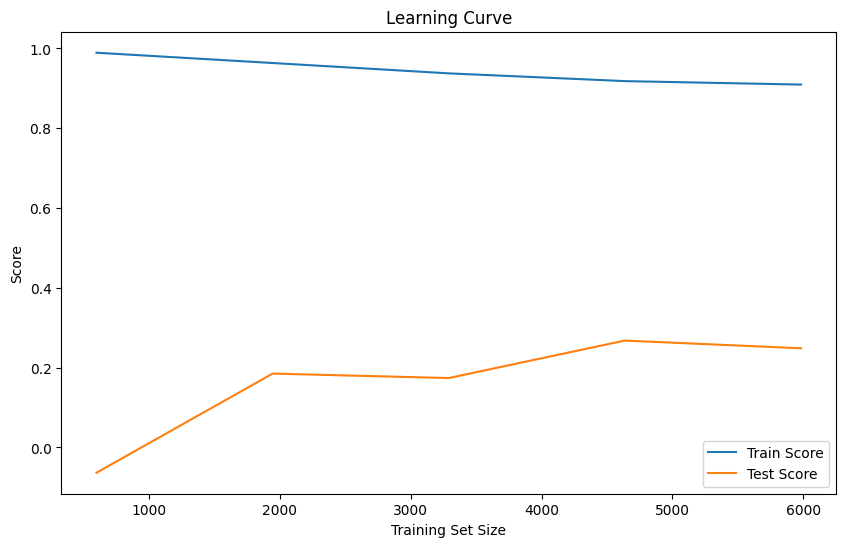 Learning Curve
1.0
0.8
0.6
0.4
0.2
0.0
Score
1000 2000 3000 4000 5000 6000
Training Set Size
Train Score
Test Score